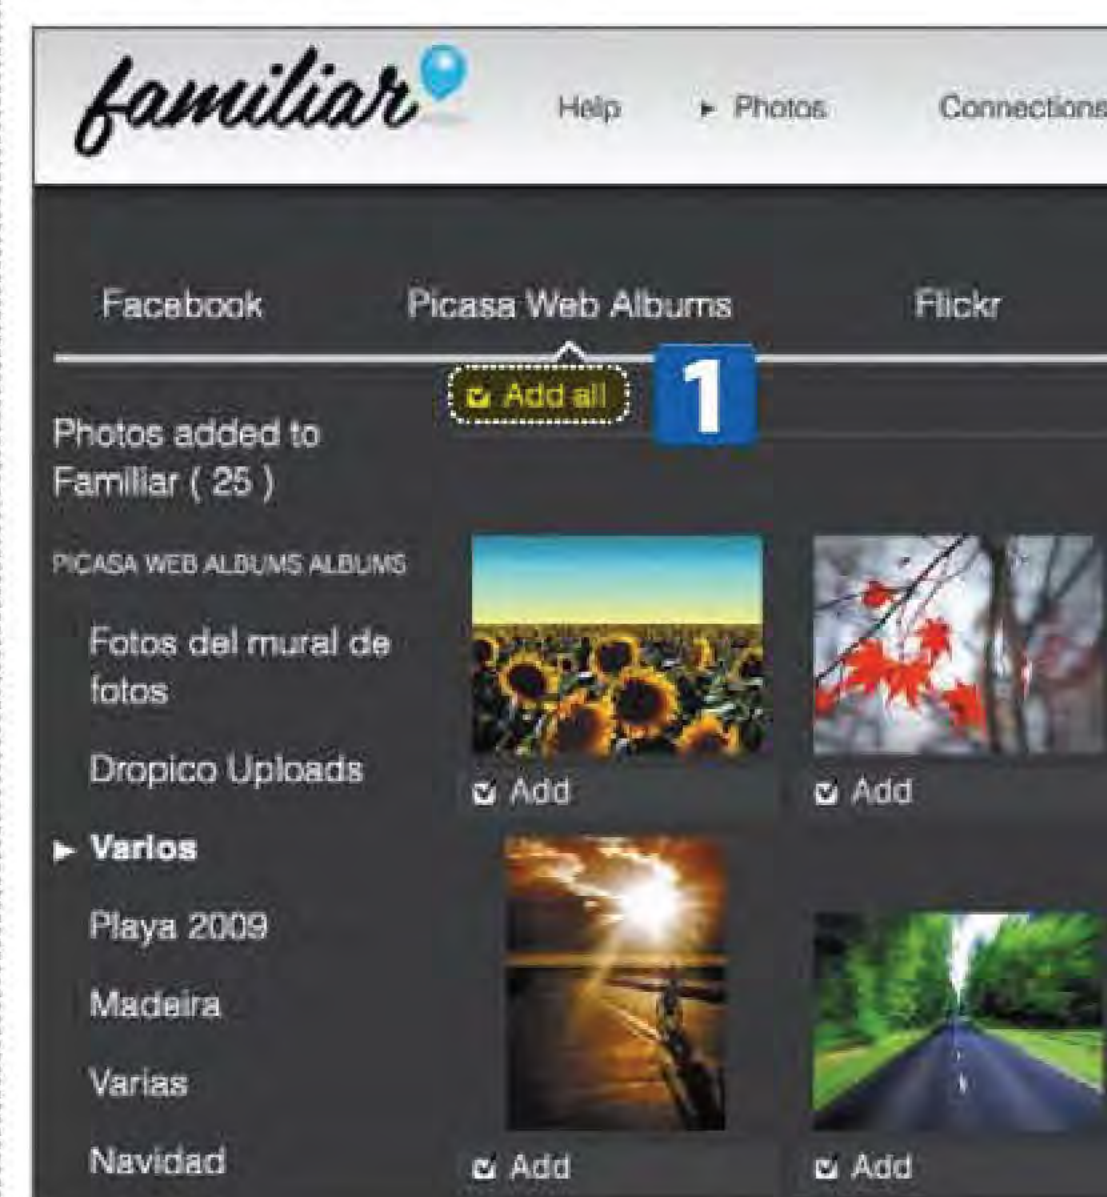 familiar
Help ▸ Photos Connections
Facebook Picasa Web Albums Flickr
Add all 1
Photos added to
Familiar ( 25 )
PICASA WEB ALBUMS ALBUMS
Fotos del mural de
fotos
Dropico Uploads
▸ Varios
Playa 2009
Madeira
Varias
Navidad
Add Add
Add Add